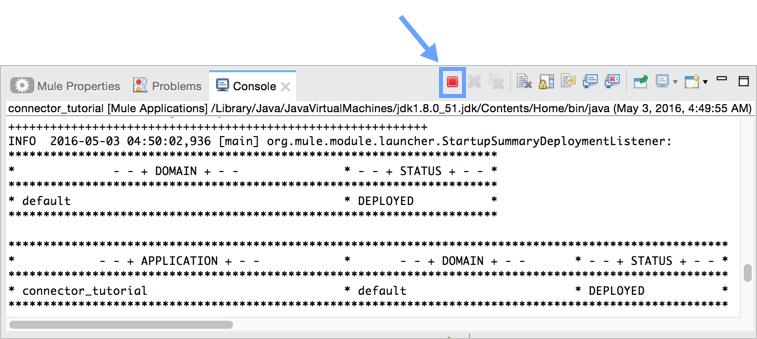 Mule Properties Problems Console
connector_tutorial [Mule Applications] /Library/Java/JavaVirtualMachines/jdk1.8.0_51.jdk/Contents/Home/bin/java (May 3, 2016, 4:49:55 AM)
++++++++++++++++++++++++++++++++++++++++++++++++++++++++++++
INFO  2016-05-03 04:50:02,936 [main] org.mule.module.launcher.StartupSummaryDeploymentListener:
**********************************************************************
*              - - + DOMAIN + - -               * - - + STATUS + - - *
**********************************************************************
* default                                       * DEPLOYED           *
**********************************************************************
*******************************************************************************************************
*            - - + APPLICATION + - -            *       - - + DOMAIN + - -       * - - + STATUS + - - *
*******************************************************************************************************
* connector_tutorial                            * default                        * DEPLOYED           *
*******************************************************************************************************